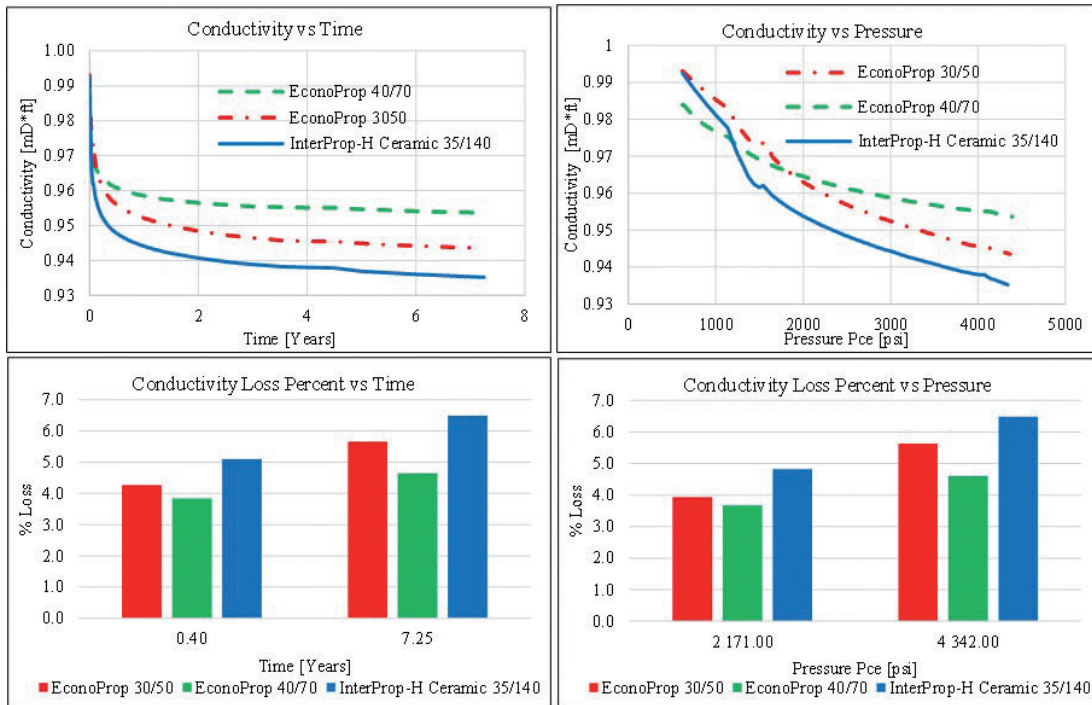 Conductivity vs Time
1.00
0.99
0.98
0.97
0.96
0.95
0.94
0.93
Conductivity [mD*ft]
EconoProp 40/70
EconoProp 3050
InterProp-H Ceramic 35/140
0 2 4 6 8
Time [Years]
Conductivity vs Pressure
1
0.99
0.98
0.97
0.96
0.95
0.94
0.93
Conductivity [mD*ft]
EconoProp 30/50
EconoProp 40/70
InterProp-H Ceramic 35/140
0 1000 2000 3000 4000 5000
Pressure Pce [psi]
Conductivity Loss Percent vs Time
7.0
6.0
5.0
4.0
3.0
2.0
1.0
0.0
% Loss
0.40 7.25
Time [Years]
EconoProp 30/50 EconoProp 40/70 InterProp-H Ceramic 35/140
Conductivity Loss Percent vs Pressure
7.0
6.0
5.0
4.0
3.0
2.0
1.0
0.0
% Loss
2 171.00 4 342.00
Pressure Pce [psi]
EconoProp 30/50 EconoProp 40/70 InterProp-H Ceramic 35/140